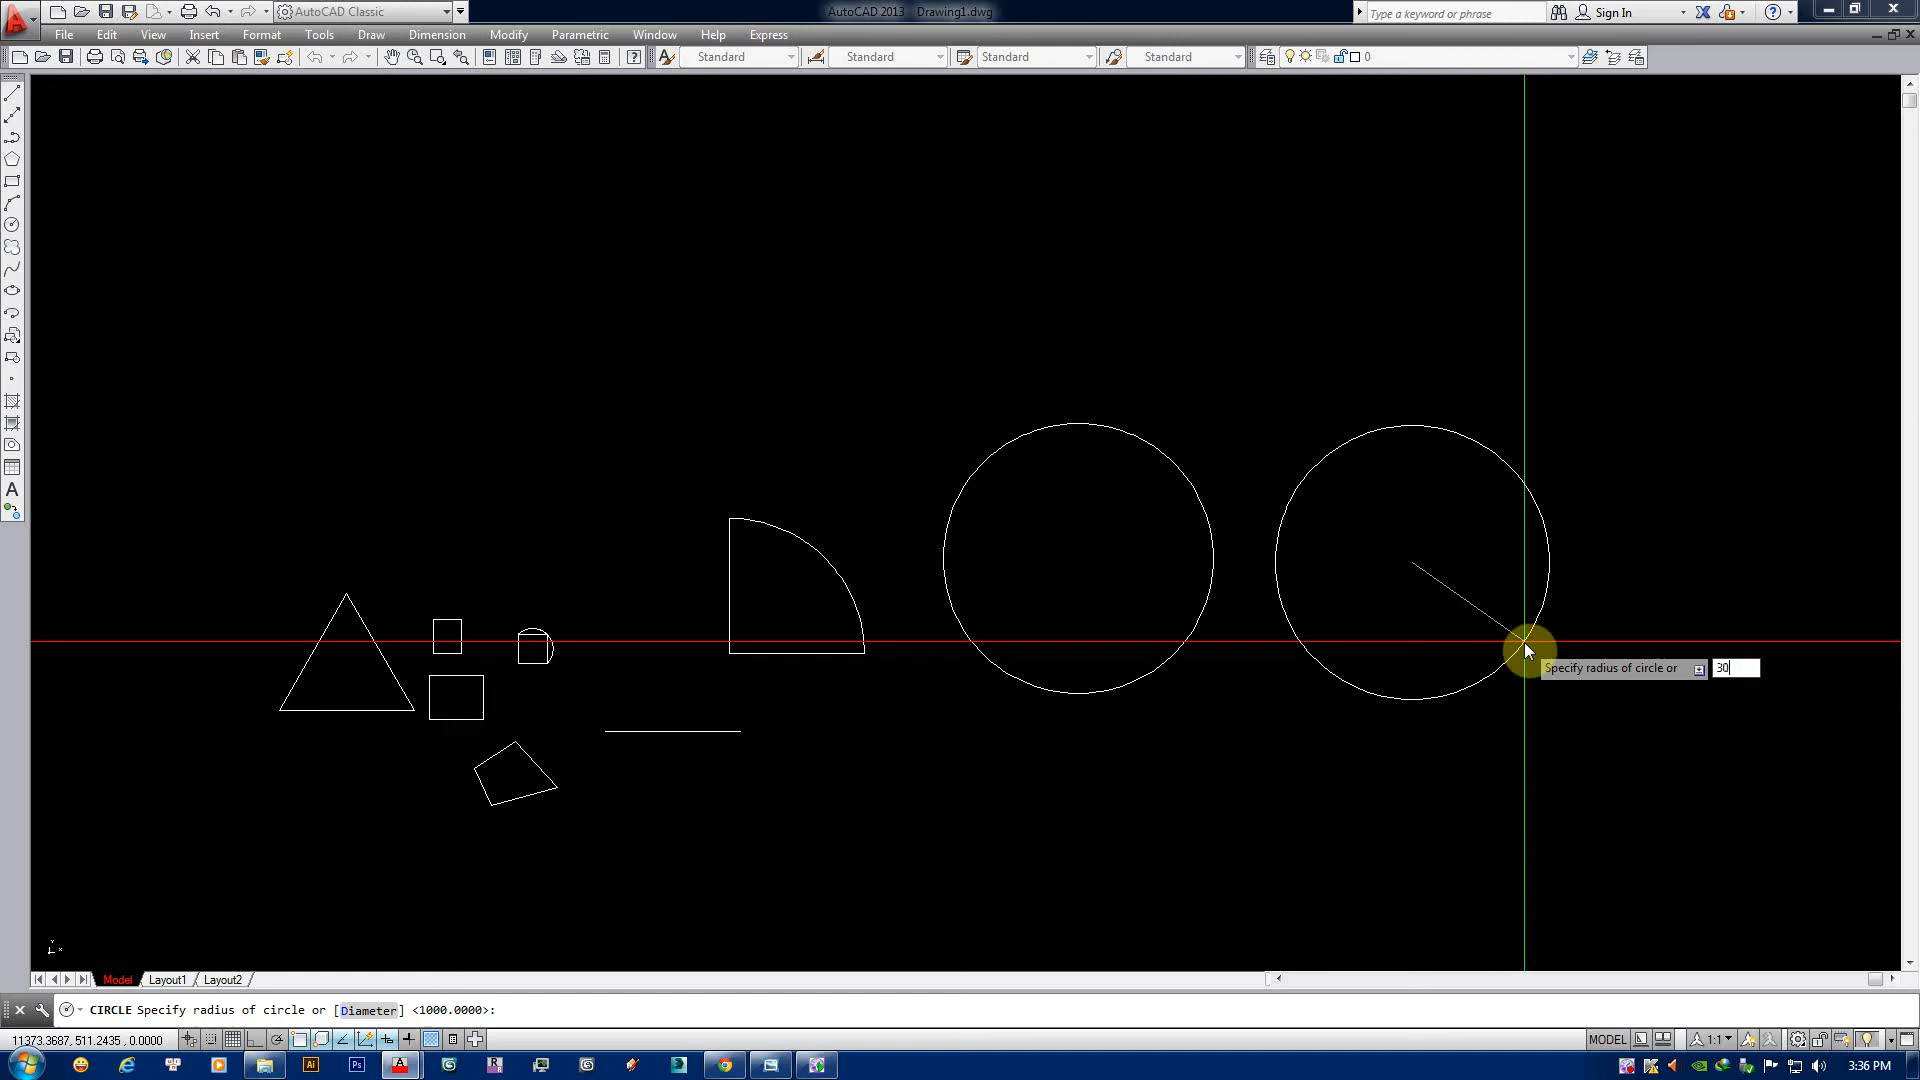 AutoCAD Classic
AutoCAD 2013 Drawing1.dwg
Type a keyword or phrase
Sign In
File Edit View Insert Format Tools Draw Dimension Modify Parametric Window Help Express
Standard Standard Standard Standard 0
A
Specify radius of circle or 30
Y
X
Model Layout1 Layout2
CIRCLE Specify radius of circle or [Diameter] <1000.0000>:
11373.3687, 511.2435 , 0.0000 MODEL 1:1
Ai Ps A 3:36 PM